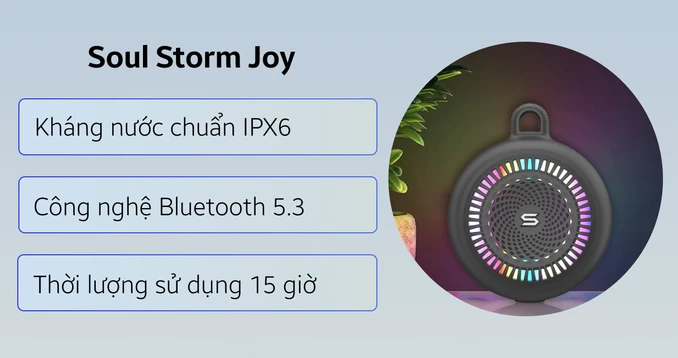 Soul Storm Joy
Kháng nước chuẩn IPX6
Công nghệ Bluetooth 5.3
Thời lượng sử dụng 15 giờ